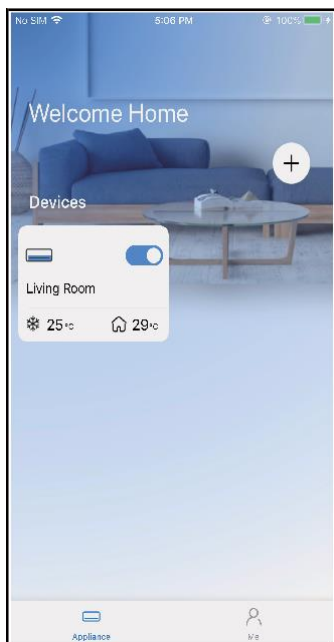 No SIM 5:06 PM 100%
Welcome Home
+
Devices
Living Room
25°c 29°c
Appliance Me